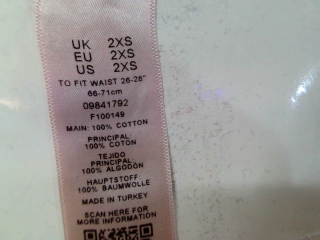 UK 2XS
EU 2XS
US 2XS
TO FIT WAIST 26-28"
66-71cm
09841792
F100149
MAIN: 100% COTTON
PRINCIPAL:
100% COTON
TEJIDO
PRINCIPAL:
100% ALGODÓN
HAUPTSTOFF:
100% BAUMWOLLE
MADE IN TURKEY
SCAN HERE FOR
MORE INFORMATION